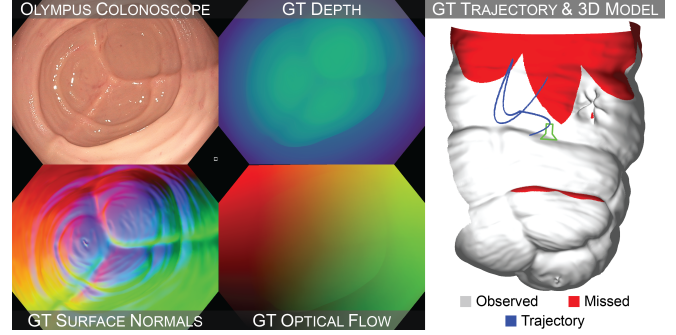 OLYMPUS COLONOSCOPE
GT DEPTH
GT TRAJECTORY & 3D MODEL
GT SURFACE NORMALS
GT OPTICAL FLOW
Observed
Missed
Trajectory